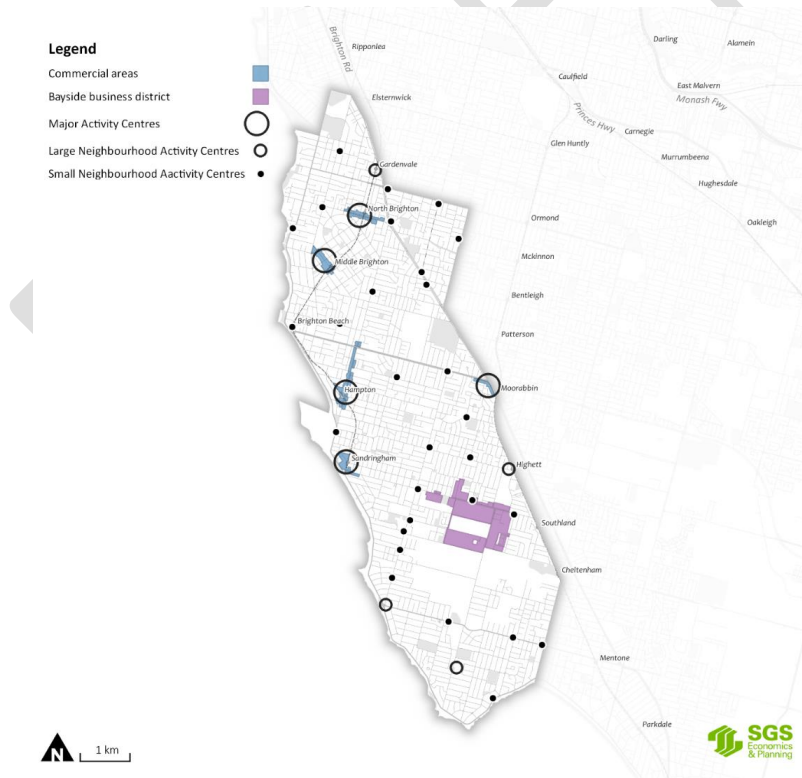 Legend
Commercial areas
Bayside business district
Major Activity Centres
Large Neighbourhood Activity Centres
Small Neighbourhood Aactivity Centres
Brighton Rd
Ripponlea
Darling
Alamein
Caulfield
East Malvern
Elsternwick
Monash Fwy
Princes Hwy
Carnegie
Glen Huntly
Murrumbeena
Gardenvale
Hughesdale
North Brighton
Ormond
Oakleigh
Mckinnon
Middle Brighton
Bentleigh
Brighton Beach
Patterson
Hampton
Moorabbin
Sandringham
Highett
Southland
Cheltenham
Mentone
Parkdale
N
1 km
SGS
Economics
& Planning